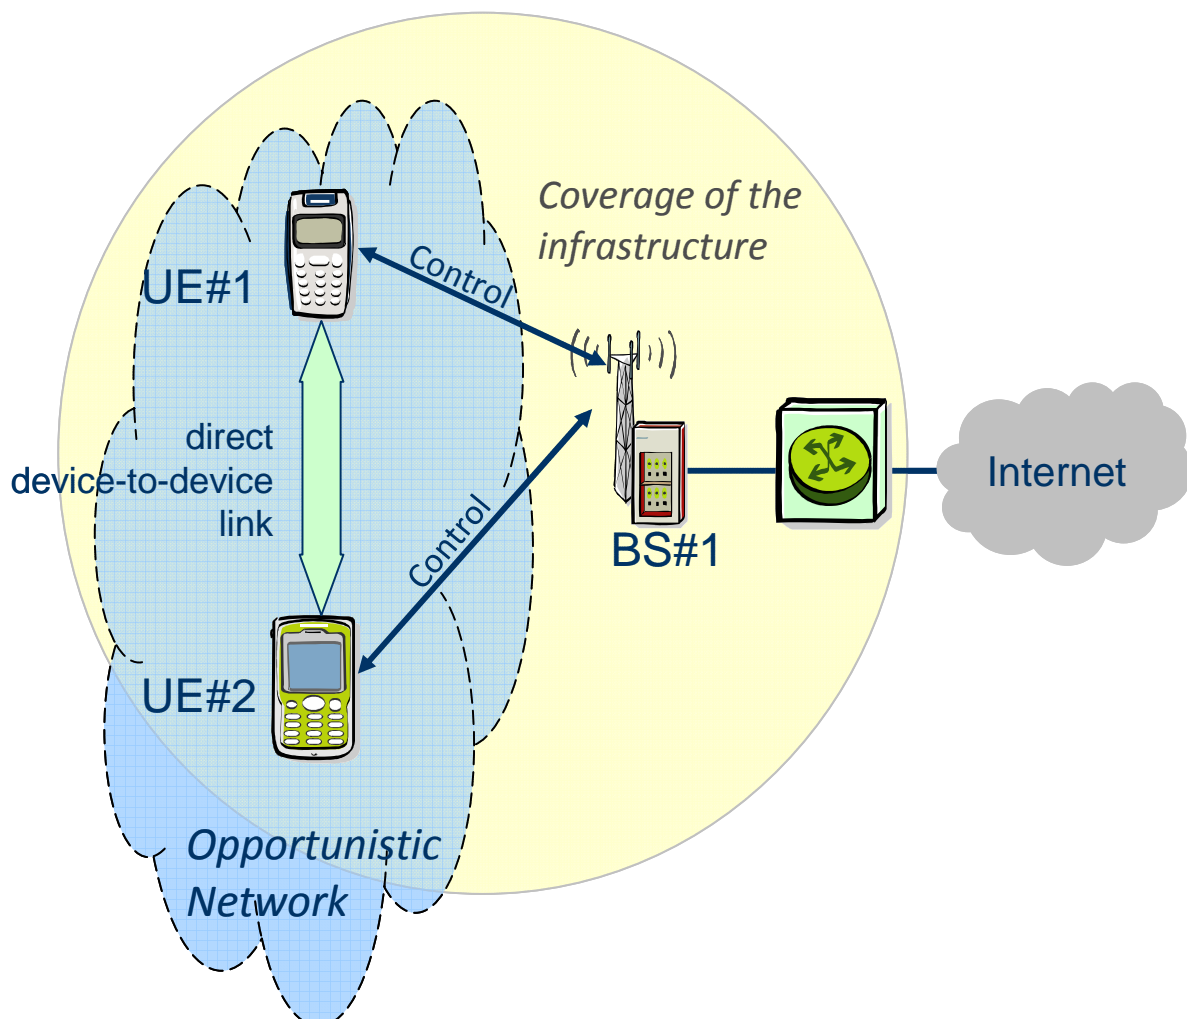 Coverage of the
infrastructure
Control
UE#1
direct
device-to-device
link
Control
BS#1
Internet
UE#2
Opportunistic
Network